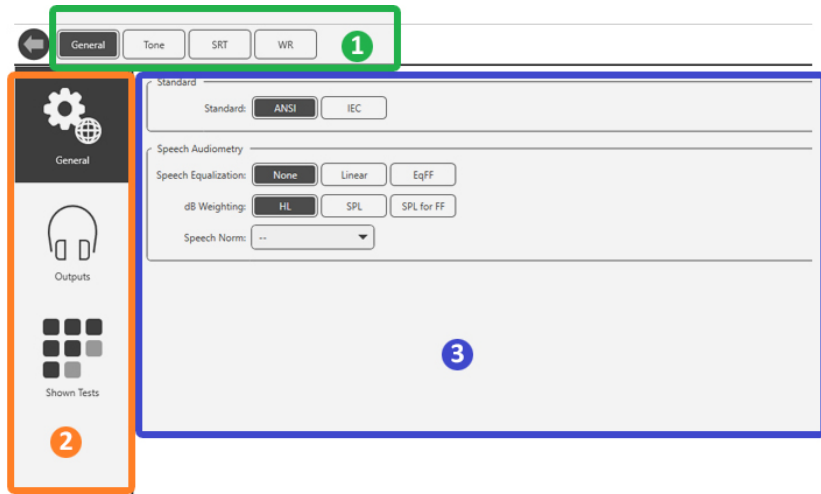 General Tone SRT WR 1
Standard
Standard: ANSI IEC
General
Speech Audiometry
Speech Equalization: None Linear EqFF
dB Weighting: HL SPL SPL for FF
Speech Norm: --
Outputs
Shown Tests
3
2